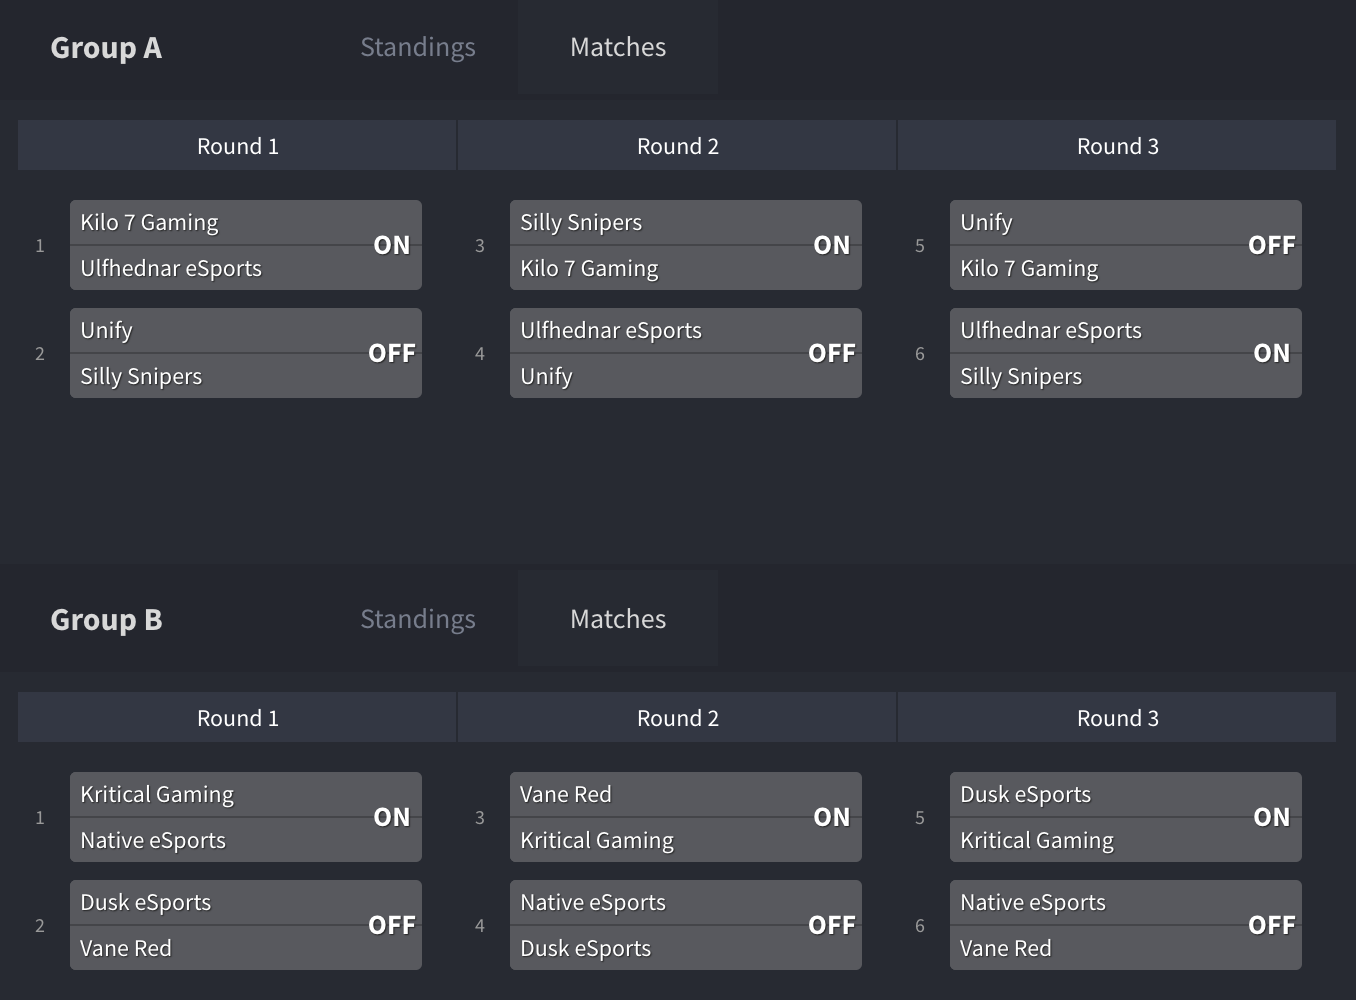 Group A
Standings
Matches
Round 1
Round 2
Round 3
1
Kilo 7 Gaming
Ulfhednar eSports
ON
3
Silly Snipers
Kilo 7 Gaming
ON
5
Unify
Kilo 7 Gaming
OFF
2
Unify
Silly Snipers
OFF
4
Ulfhednar eSports
Unify
OFF
6
Ulfhednar eSports
Silly Snipers
ON
Group B
Standings
Matches
Round 1
Round 2
Round 3
1
Kritical Gaming
Native eSports
ON
3
Vane Red
Kritical Gaming
ON
5
Dusk eSports
Kritical Gaming
ON
2
Dusk eSports
Vane Red
OFF
4
Native eSports
Dusk eSports
OFF
6
Native eSports
Vane Red
OFF